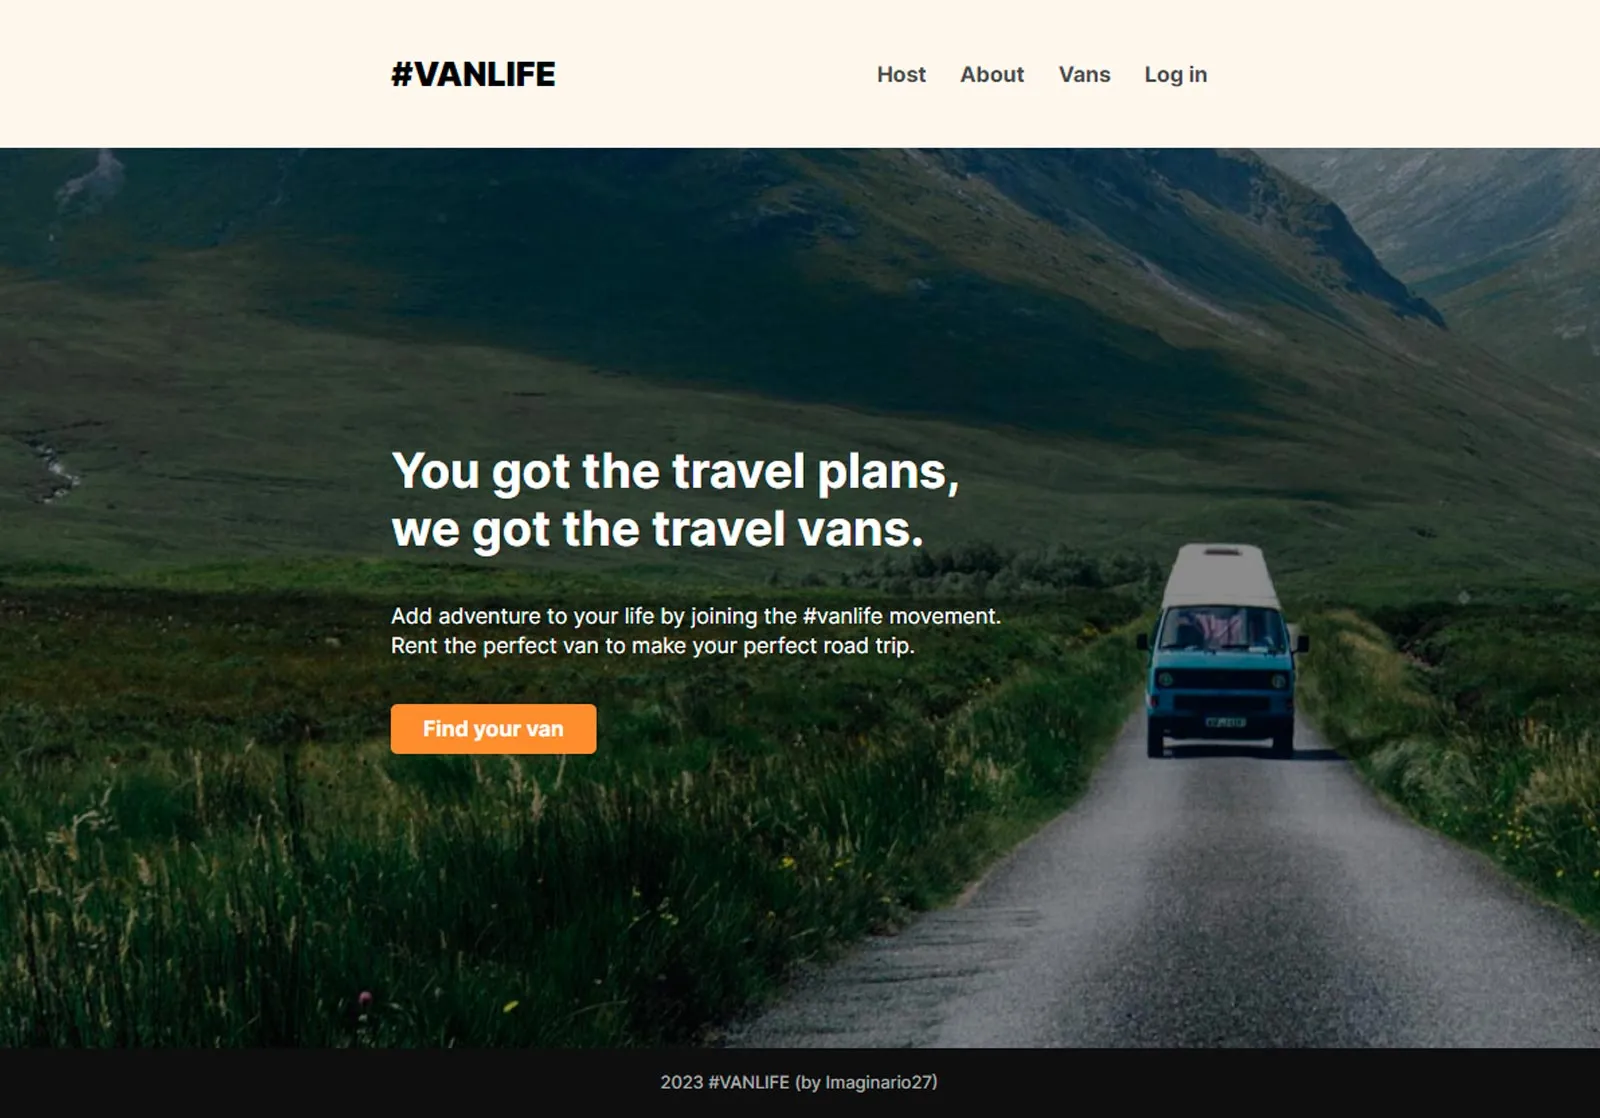 #VANLIFE
Host About Vans Log in
You got the travel plans,
we got the travel vans.
Add adventure to your life by joining the #vanlife movement.
Rent the perfect van to make your perfect road trip.
Find your van
2023 #VANLIFE (by Imaginario27)